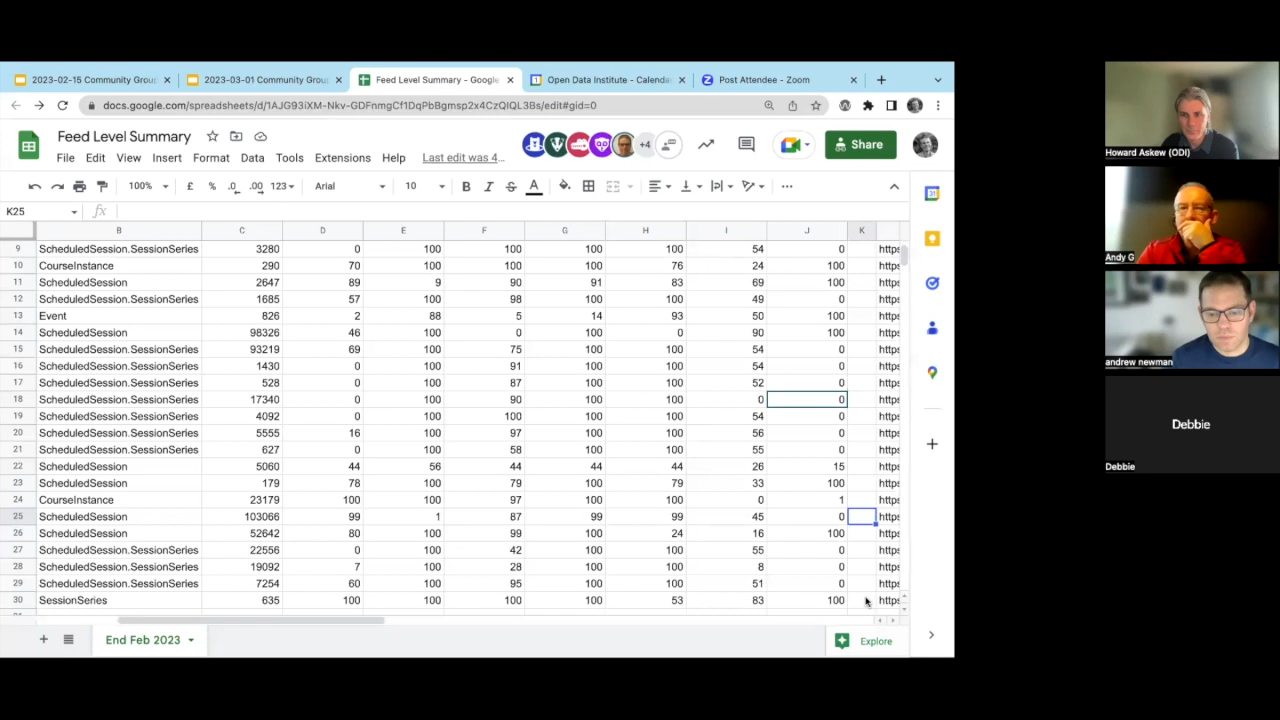 2023-02-15 Community Grou
2023-03-01 Community Grou
Feed Level Summary - Google
Open Data Institute - Calenda
Post Attendee - Zoom
docs.google.com/spreadsheets/d/1AJG93iXM-Nkv-GDFnmgCf1DqPbBgmsp2x4CzQIQL3Bs/edit#gid=0
Feed Level Summary
File Edit View Insert Format Data Tools Extensions Help Last edit was 4...
+4
Share
100% £ % .0 .00 123 Arial 10 B I S A
K25 fx
B C D E F G H I J K
9 ScheduledSession.SessionSeries 3280 0 100 100 100 100 54 0 https
10 CourseInstance 290 70 100 100 100 76 24 100 https
11 ScheduledSession 2647 89 9 90 91 83 69 100 https
12 ScheduledSession.SessionSeries 1685 57 100 98 100 100 49 0 https
13 Event 826 2 88 5 14 93 50 100 https
14 ScheduledSession 98326 46 100 0 100 0 90 100 https
15 ScheduledSession.SessionSeries 93219 69 100 75 100 100 54 0 https
16 ScheduledSession.SessionSeries 1430 0 100 91 100 100 54 0 https
17 ScheduledSession.SessionSeries 528 0 100 87 100 100 52 0 https
18 ScheduledSession.SessionSeries 17340 0 100 90 100 100 0 0 https
19 ScheduledSession.SessionSeries 4092 0 100 100 100 100 54 0 https
20 ScheduledSession.SessionSeries 5555 16 100 97 100 100 56 0 https
21 ScheduledSession.SessionSeries 627 0 100 58 100 100 55 0 https
22 ScheduledSession 5060 44 56 44 44 44 26 15 https
23 ScheduledSession 179 78 100 79 100 79 33 100 https
24 CourseInstance 23179 100 100 97 100 100 0 1 https
25 ScheduledSession 103066 99 1 87 99 99 45 0 https
26 ScheduledSession 52642 80 100 99 100 24 16 100 https
27 ScheduledSession.SessionSeries 22556 0 100 42 100 100 55 0 https
28 ScheduledSession.SessionSeries 19092 7 100 28 100 100 8 0 https
29 ScheduledSession.SessionSeries 7254 60 100 95 100 100 51 0 https
30 SessionSeries 635 100 100 100 100 53 83 100 https
End Feb 2023
Explore
Howard Askew (ODI)
Andy G
andrew newman
Debbie
Debbie